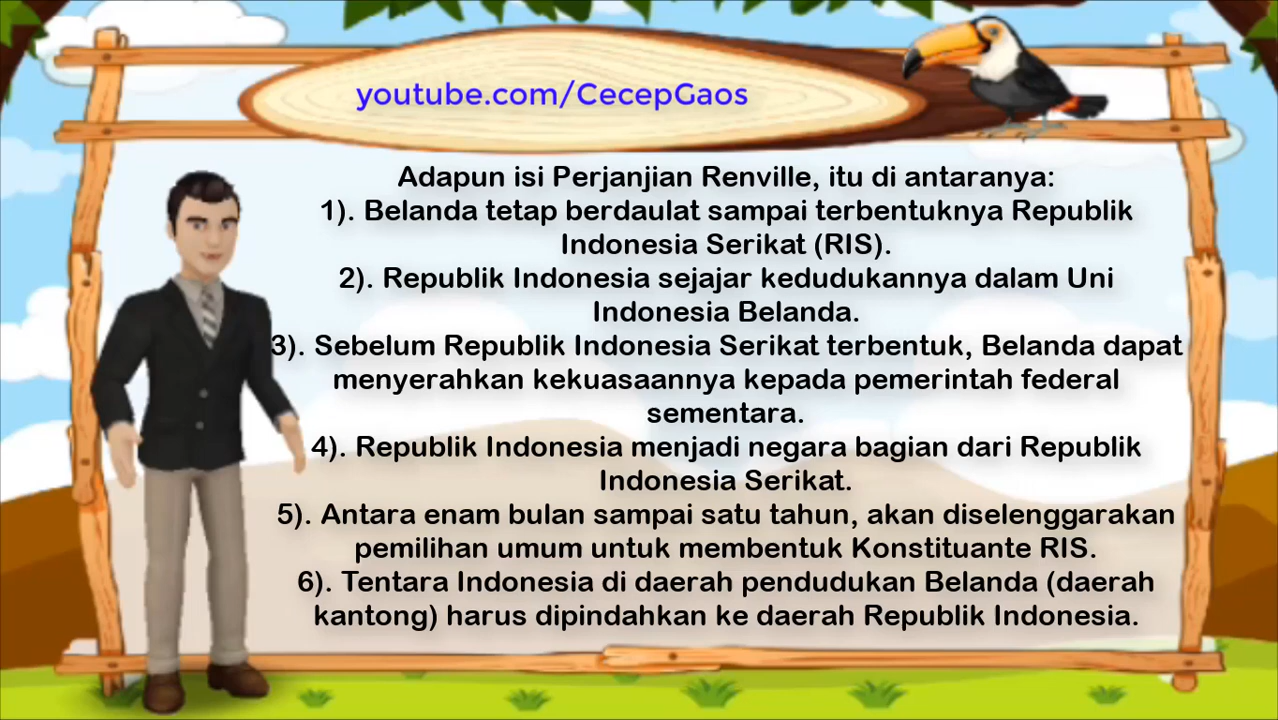 youtube.com/CecepGaos
Adapun isi Perjanjian Renville, itu di antaranya:
1). Belanda tetap berdaulat sampai terbentuknya Republik
Indonesia Serikat (RIS).
2). Republik Indonesia sejajar kedudukannya dalam Uni
Indonesia Belanda.
3). Sebelum Republik Indonesia Serikat terbentuk, Belanda dapat
menyerahkan kekuasaannya kepada pemerintah federal
sementara.
4). Republik Indonesia menjadi negara bagian dari Republik
Indonesia Serikat.
5). Antara enam bulan sampai satu tahun, akan diselenggarakan
pemilihan umum untuk membentuk Konstituante RIS.
6). Tentara Indonesia di daerah pendudukan Belanda (daerah
kantong) harus dipindahkan ke daerah Republik Indonesia.